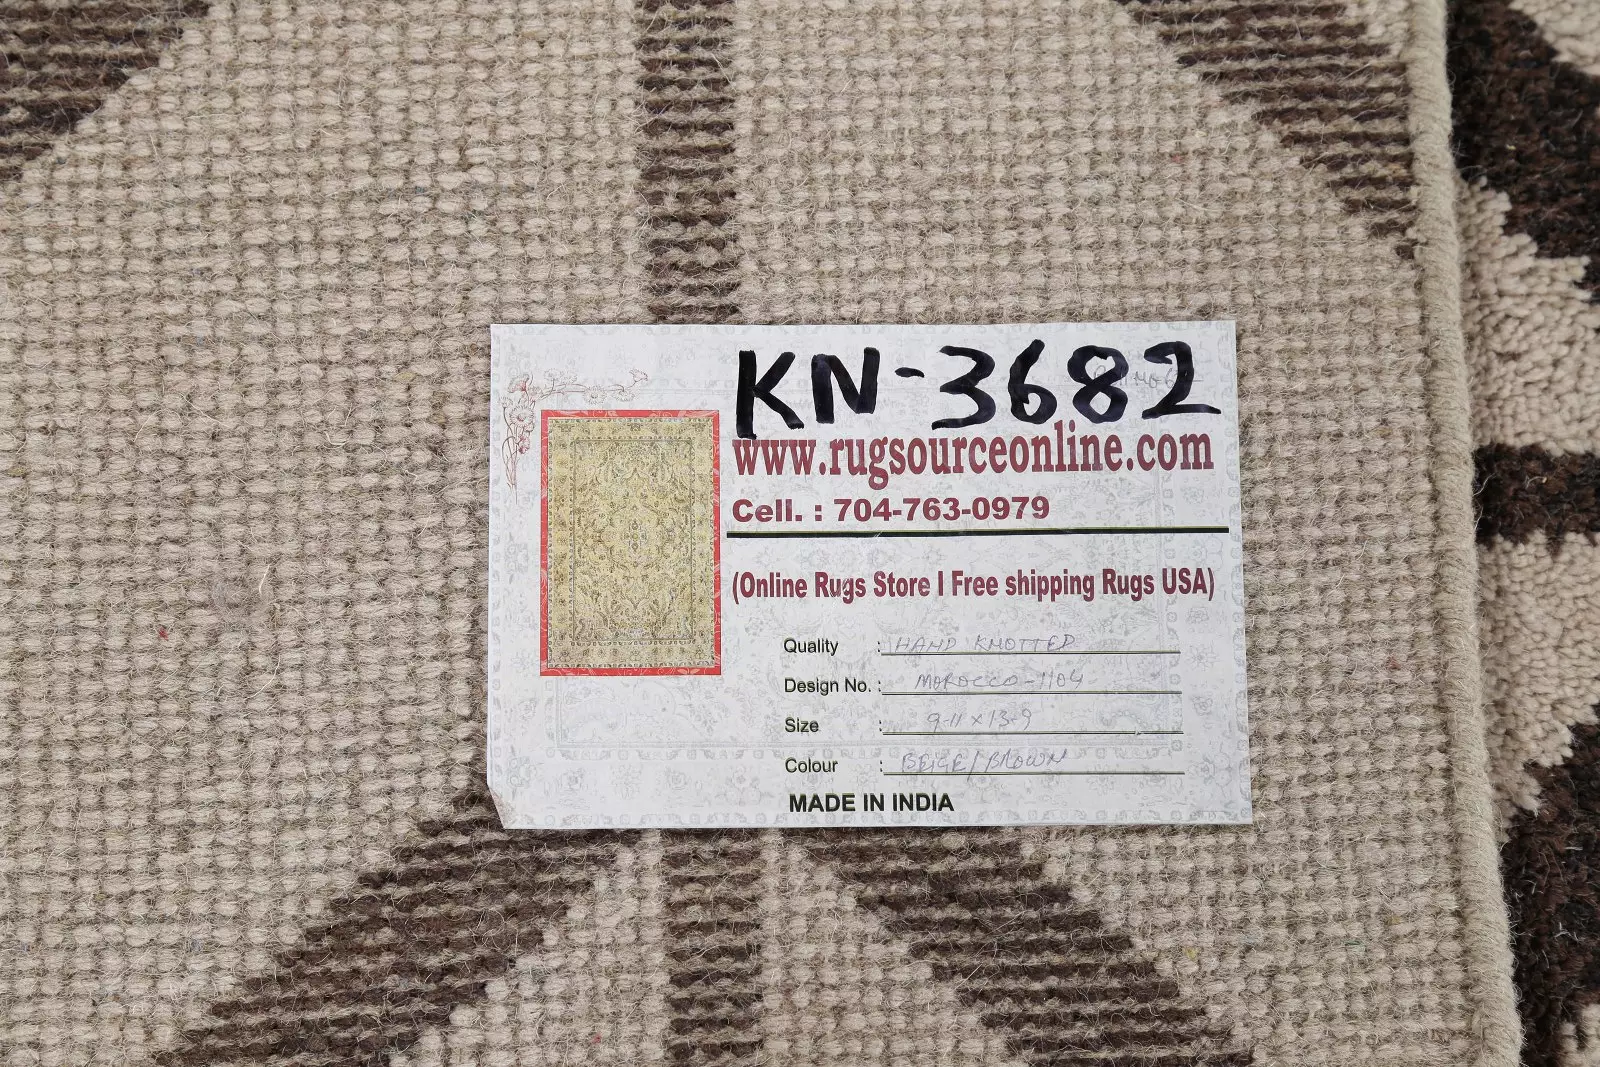 KN-3682
www.rugsourceonline.com
Cell. : 704-763-0979
(Online Rugs Store I Free shipping Rugs USA)
Quality : HAND KNOTTED
Design No. : MOROCCO-1104
Size : 9-11 x 13-9
Colour : BEIGE/BROWN
MADE IN INDIA